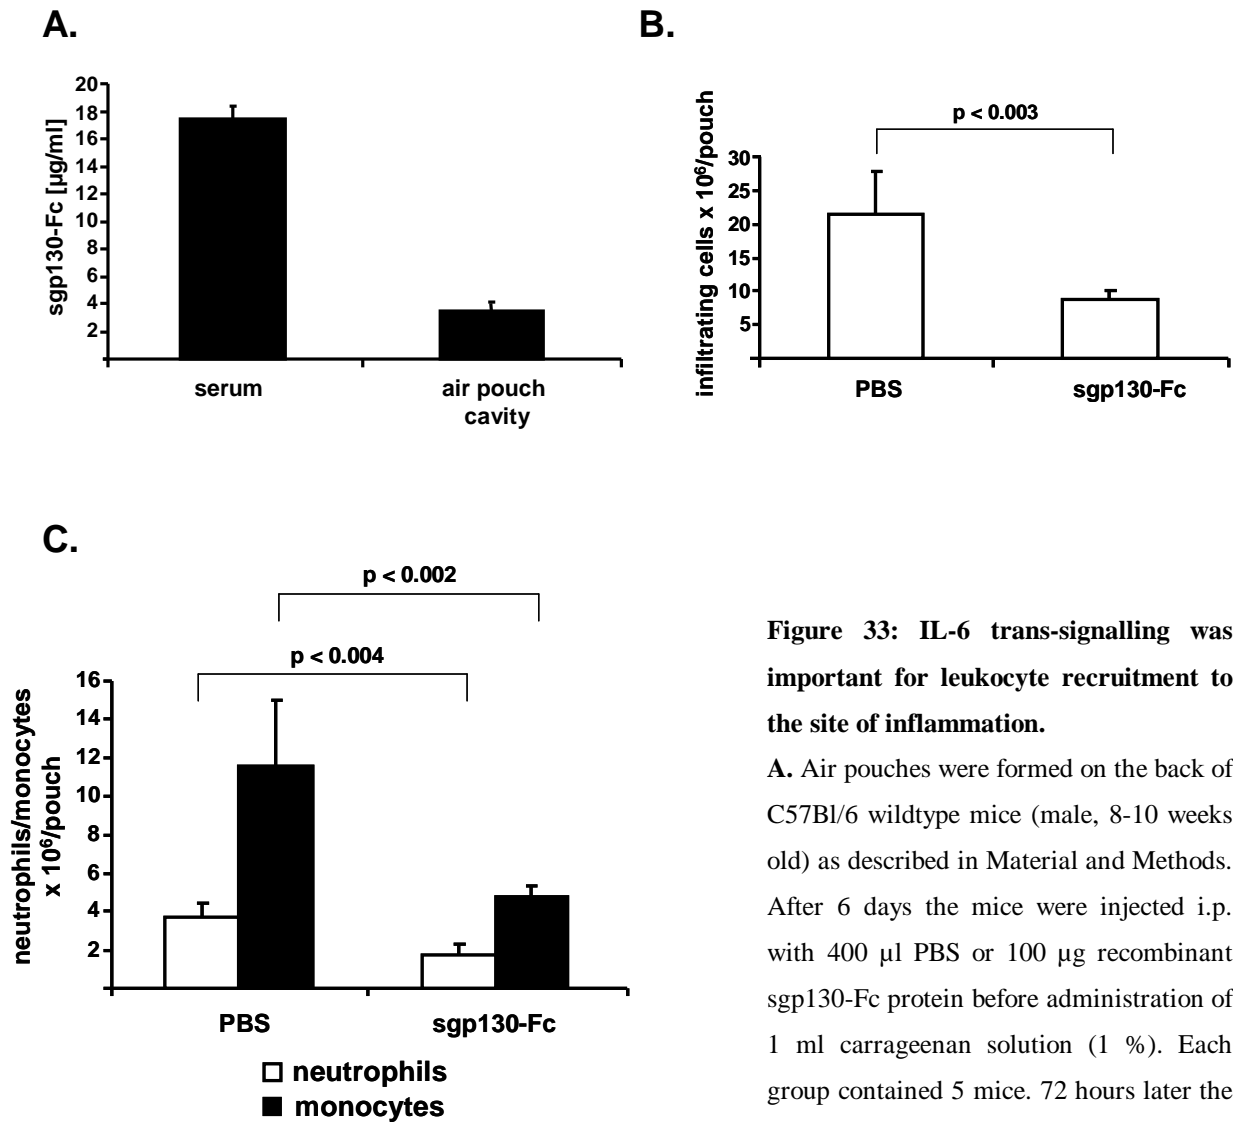 A.
sgp130-Fc [µg/ml]
20
18
16
14
12
10
8
6
4
2
serum
air pouch
cavity
B.
infiltrating cells x 10⁶/pouch
p < 0.003
30
25
20
15
10
5
PBS
sgp130-Fc
C.
neutrophils/monocytes
x 10⁶/pouch
p < 0.002
p < 0.004
16
14
12
10
8
6
4
2
PBS
sgp130-Fc
neutrophils
monocytes
Figure 33: IL-6 trans-signalling was
important for leukocyte recruitment to
the site of inflammation.
A. Air pouches were formed on the back of
C57Bl/6 wildtype mice (male, 8-10 weeks
old) as described in Material and Methods.
After 6 days the mice were injected i.p.
with 400 µl PBS or 100 µg recombinant
sgp130-Fc protein before administration of
1 ml carrageenan solution (1 %). Each
group contained 5 mice. 72 hours later the